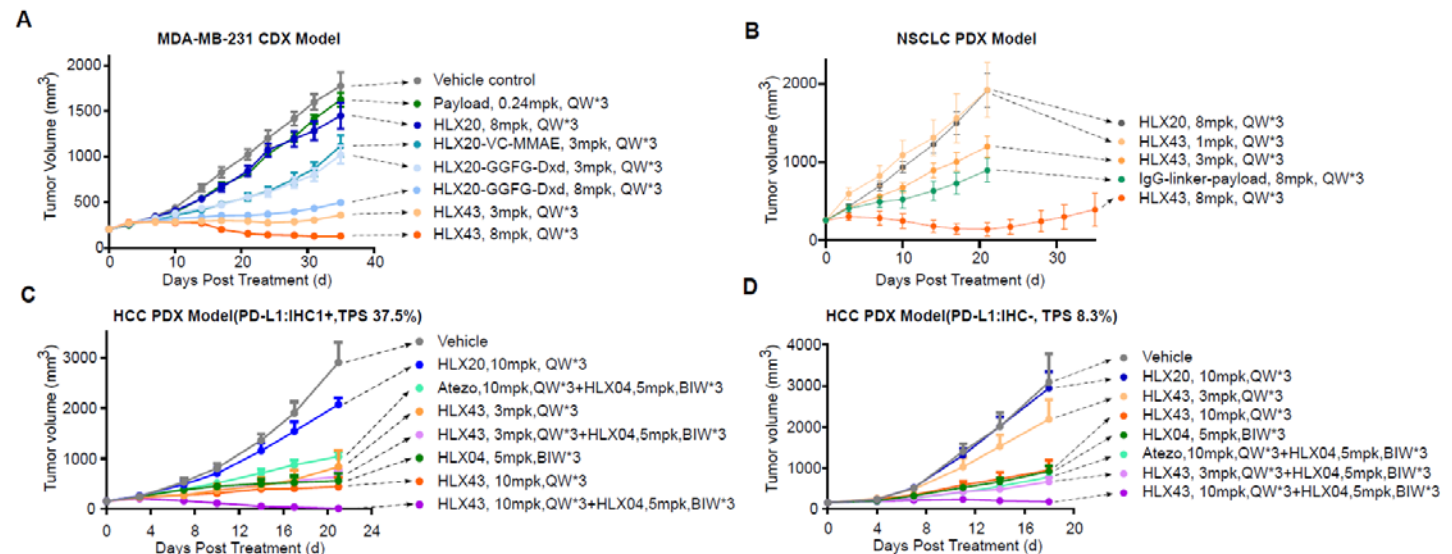 A
MDA-MB-231 CDX Model
Tumor Volume (mm3)
2000
1500
1000
500
0
0
10
20
30
40
Days Post Treatment (d)
Vehicle control
Payload, 0.24mpk, QW*3
HLX20, 8mpk, QW*3
HLX20-VC-MMAE, 3mpk, QW*3
HLX20-GGFG-Dxd, 3mpk, QW*3
HLX20-GGFG-Dxd, 8mpk, QW*3
HLX43, 3mpk, QW*3
HLX43, 8mpk, QW*3
B
NSCLC PDX Model
Tumor volume (mm3)
2000
1000
0
0
10
20
30
Days Post Treatment (d)
HLX20, 8mpk, QW*3
HLX43, 1mpk, QW*3
HLX43, 3mpk, QW*3
IgG-linker-payload, 8mpk, QW*3
HLX43, 8mpk, QW*3
C
HCC PDX Model(PD-L1:IHC1+,TPS 37.5%)
Tumor volume (mm3)
3000
2000
1000
0
0
4
8
12
16
20
24
Days Post Treatment (d)
Vehicle
HLX20,10mpk, QW*3
Atezo,10mpk,QW*3+HLX04,5mpk,BIW*3
HLX43, 3mpk,QW*3
HLX43, 3mpk,QW*3+HLX04,5mpk,BIW*3
HLX04, 5mpk,BIW*3
HLX43, 10mpk,QW*3
HLX43, 10mpk,QW*3+HLX04,5mpk,BIW*3
D
HCC PDX Model(PD-L1:IHC-, TPS 8.3%)
Tumor volume (mm3)
4000
3000
2000
1000
0
0
4
8
12
16
20
Days Post Treatment (d)
Vehicle
HLX20, 10mpk,QW*3
HLX43, 3mpk,QW*3
HLX43, 10mpk,QW*3
HLX04, 5mpk,BIW*3
Atezo,10mpk,QW*3+HLX04,5mpk,BIW*3
HLX43, 3mpk,QW*3+HLX04,5mpk,BIW*3
HLX43, 10mpk,QW*3+HLX04,5mpk,BIW*3